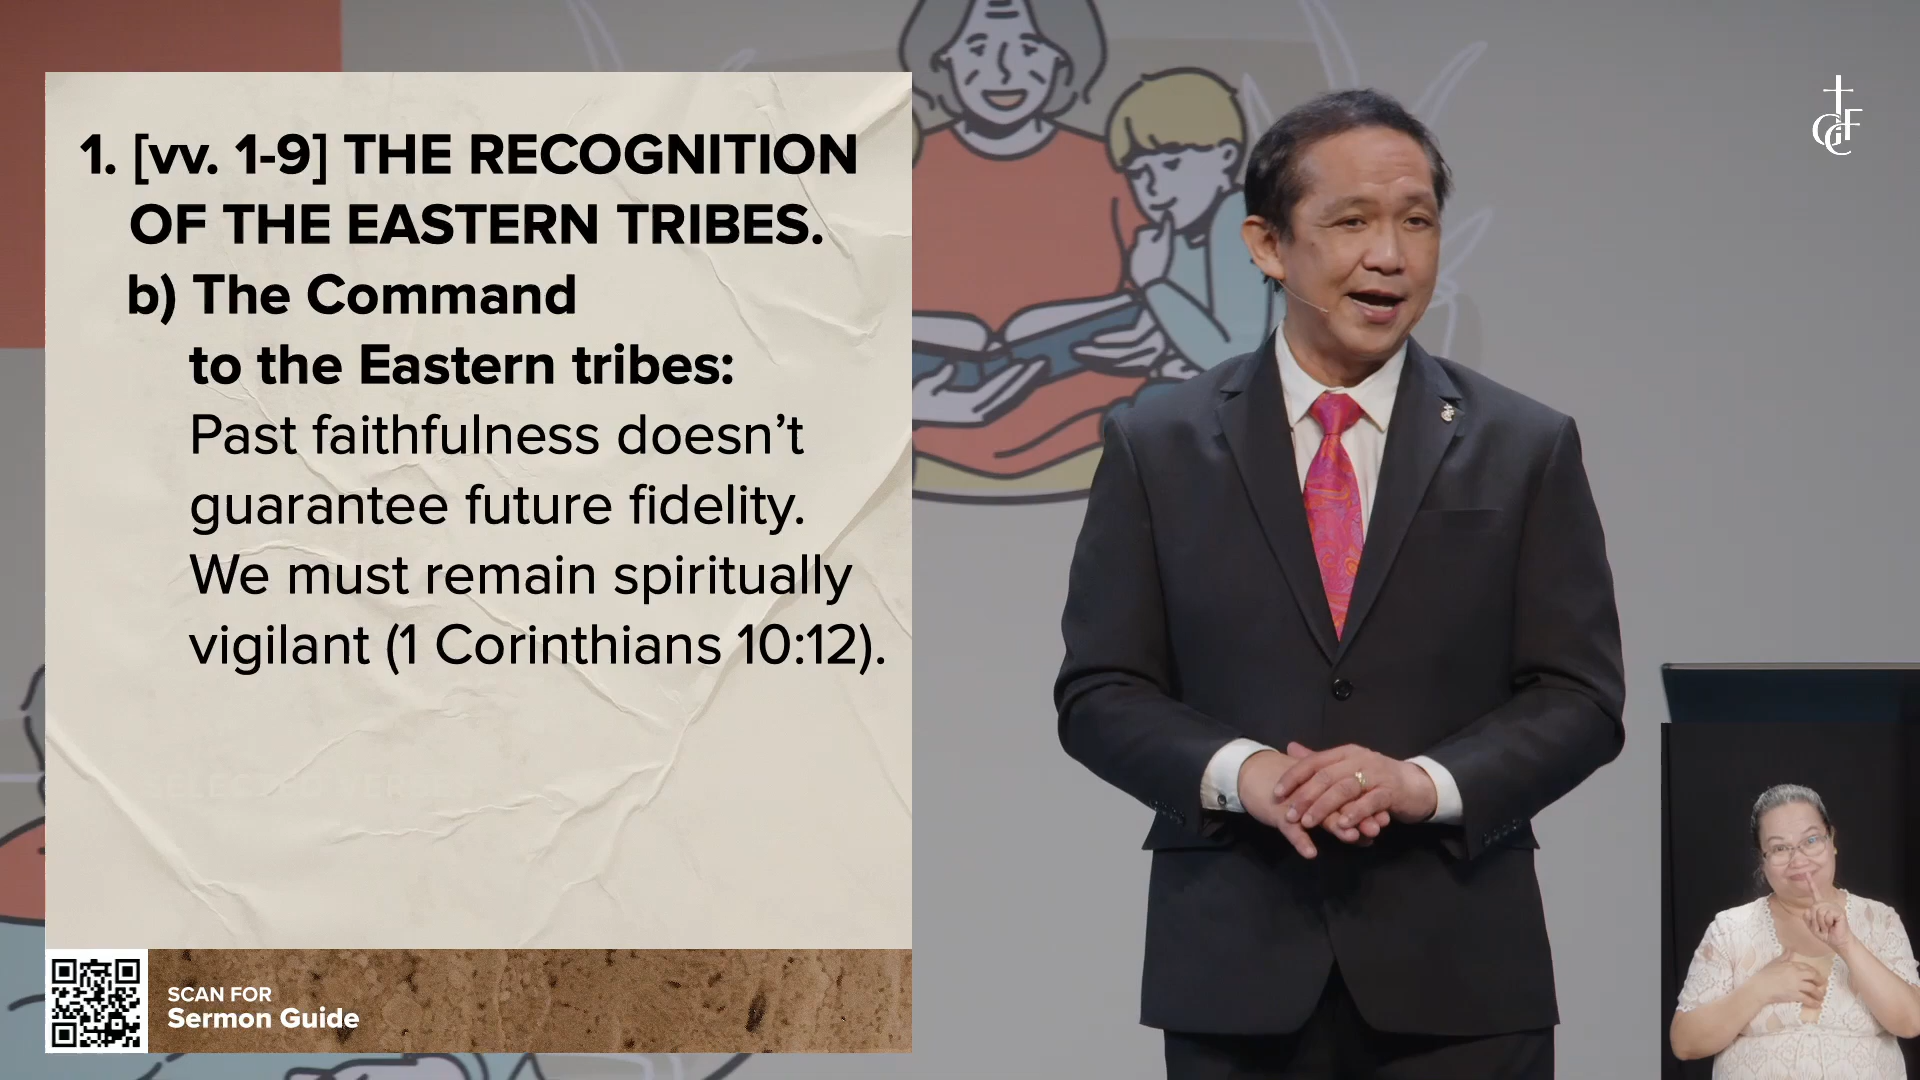 1. [vv. 1-9] THE RECOGNITION
OF THE EASTERN TRIBES.
b) The Command
to the Eastern tribes:
Past faithfulness doesn’t
guarantee future fidelity.
We must remain spiritually
vigilant (1 Corinthians 10:12).
SCAN FOR
Sermon Guide